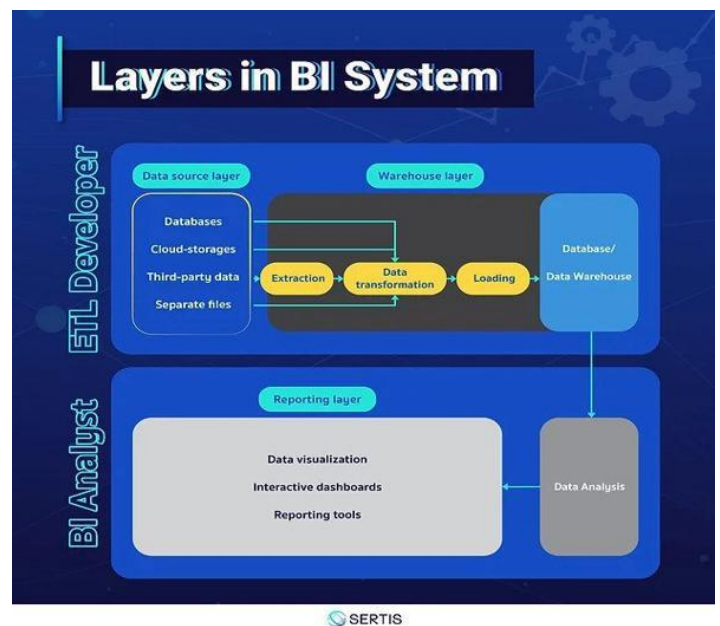 Layers in BI System
ETL Developer
Data source layer
Warehouse layer
Databases
Cloud-storages
Third-party data
Separate files
Extraction
Data
transformation
Loading
Database/
Data Warehouse
BI Analyst
Reporting layer
Data visualization
Interactive dashboards
Reporting tools
Data Analysis
SERTIS